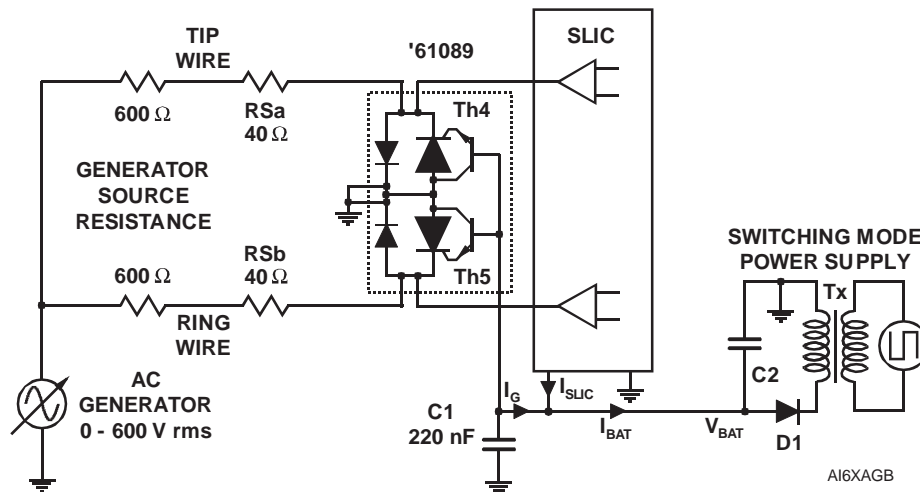 TIP
WIRE
'61089
SLIC
600 Ω
RSa
40 Ω
Th4
GENERATOR
SOURCE
RESISTANCE
Th5
600 Ω
RSb
40 Ω
RING
WIRE
SWITCHING MODE
POWER SUPPLY
Tx
AC
GENERATOR
0 - 600 V rms
C1
220 nF
IG
ISLIC
IBAT
VBAT
C2
D1
AI6XAGB